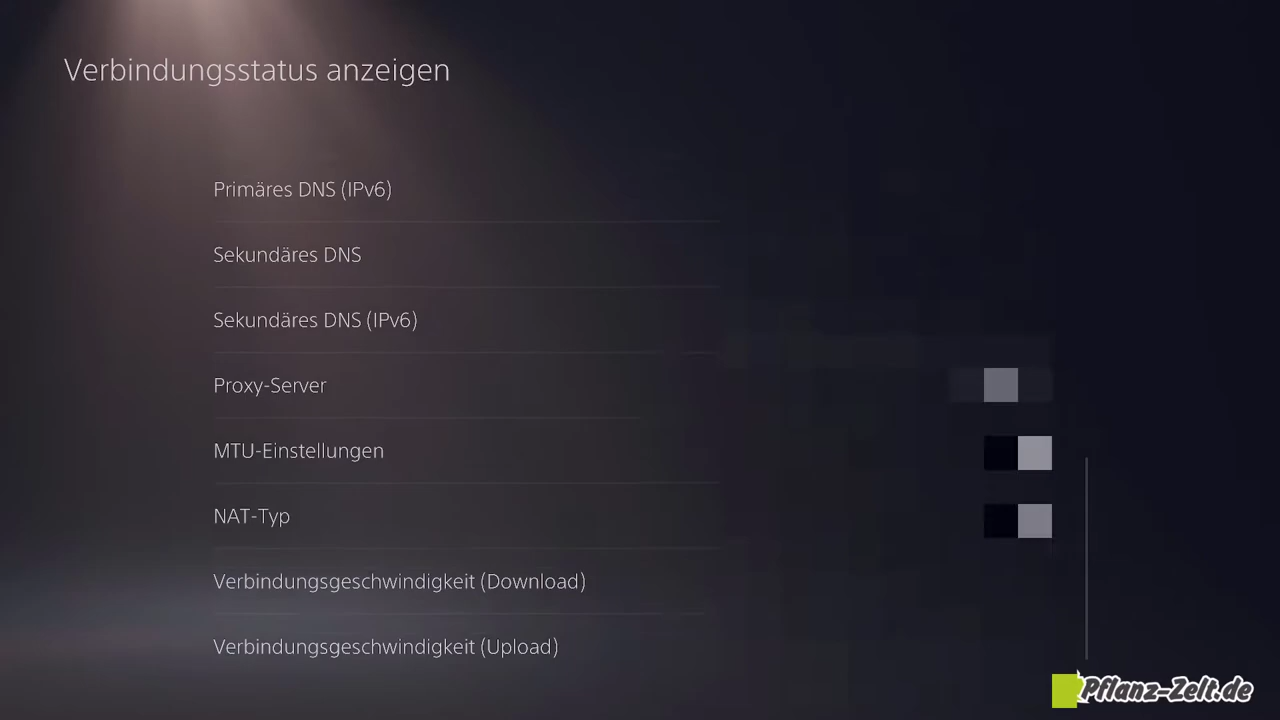 Verbindungsstatus anzeigen
Primäres DNS (IPv6)
Sekundäres DNS
Sekundäres DNS (IPv6)
Proxy-Server
MTU-Einstellungen
NAT-Typ
Verbindungsgeschwindigkeit (Download)
Verbindungsgeschwindigkeit (Upload)
Pflanz-Zelt.de